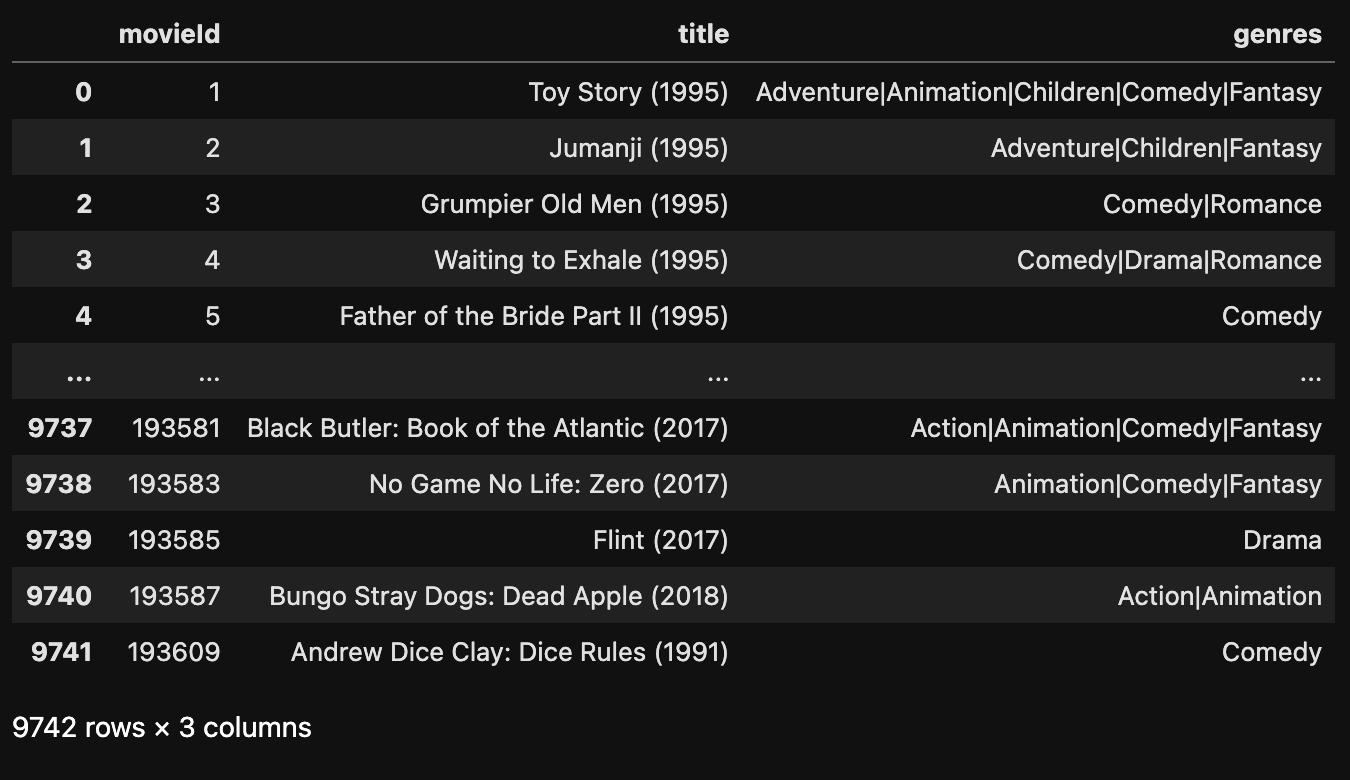 movieId title genres
0 1 Toy Story (1995) Adventure|Animation|Children|Comedy|Fantasy
1 2 Jumanji (1995) Adventure|Children|Fantasy
2 3 Grumpier Old Men (1995) Comedy|Romance
3 4 Waiting to Exhale (1995) Comedy|Drama|Romance
4 5 Father of the Bride Part II (1995) Comedy
... ... ... ...
9737 193581 Black Butler: Book of the Atlantic (2017) Action|Animation|Comedy|Fantasy
9738 193583 No Game No Life: Zero (2017) Animation|Comedy|Fantasy
9739 193585 Flint (2017) Drama
9740 193587 Bungo Stray Dogs: Dead Apple (2018) Action|Animation
9741 193609 Andrew Dice Clay: Dice Rules (1991) Comedy
9742 rows × 3 columns